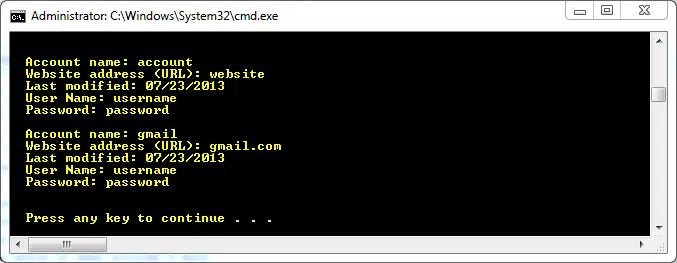 Administrator: C:\Windows\System32\cmd.exe
Account name: account
Website address (URL): website
Last modified: 07/23/2013
User Name: username
Password: password
Account name: gmail
Website address (URL): gmail.com
Last modified: 07/23/2013
User Name: username
Password: password
Press any key to continue . . .